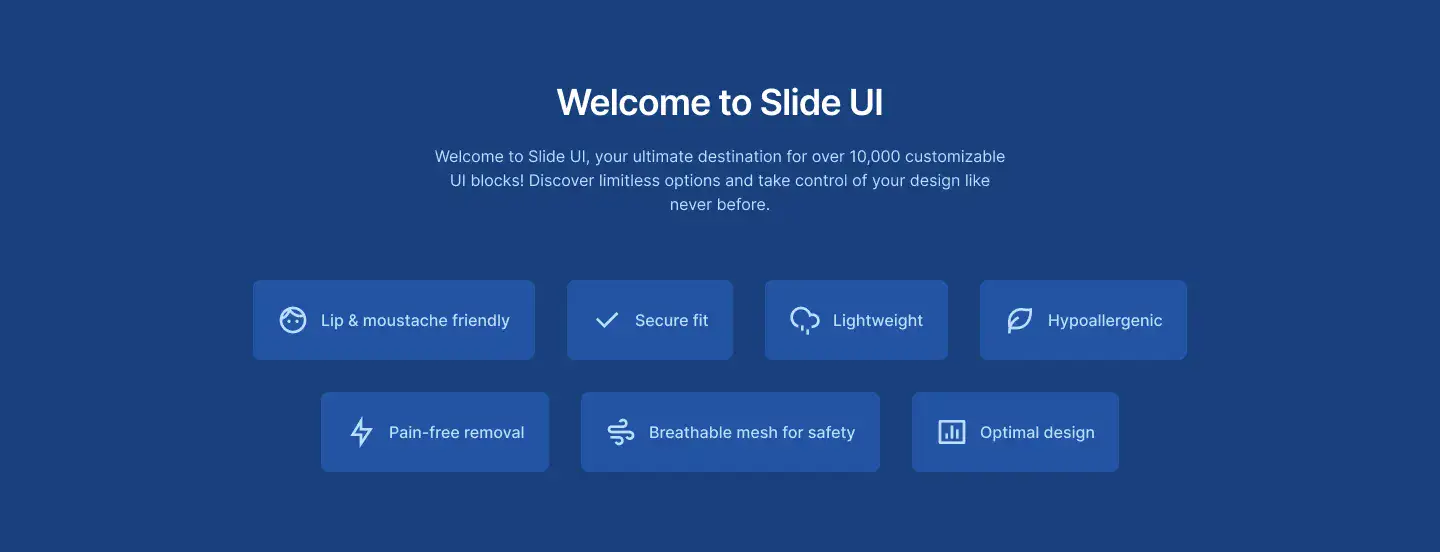 Welcome to Slide UI
Welcome to Slide UI, your ultimate destination for over 10,000 customizable
UI blocks! Discover limitless options and take control of your design like
never before.
Lip & moustache friendly
Secure fit
Lightweight
Hypoallergenic
Pain-free removal
Breathable mesh for safety
Optimal design